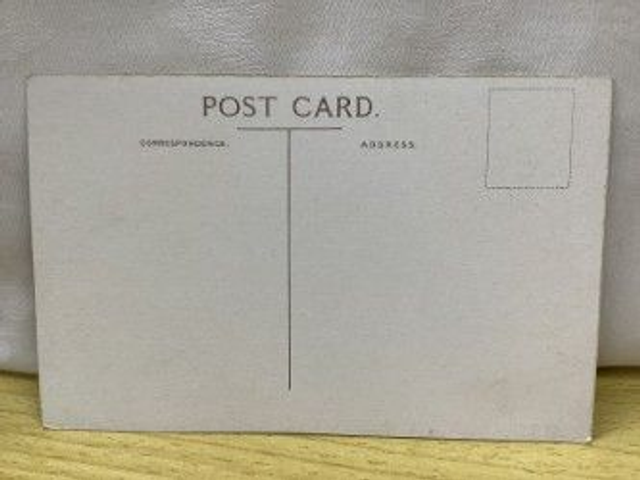 POST CARD.
CORRESPONDENCE.
ADDRESS